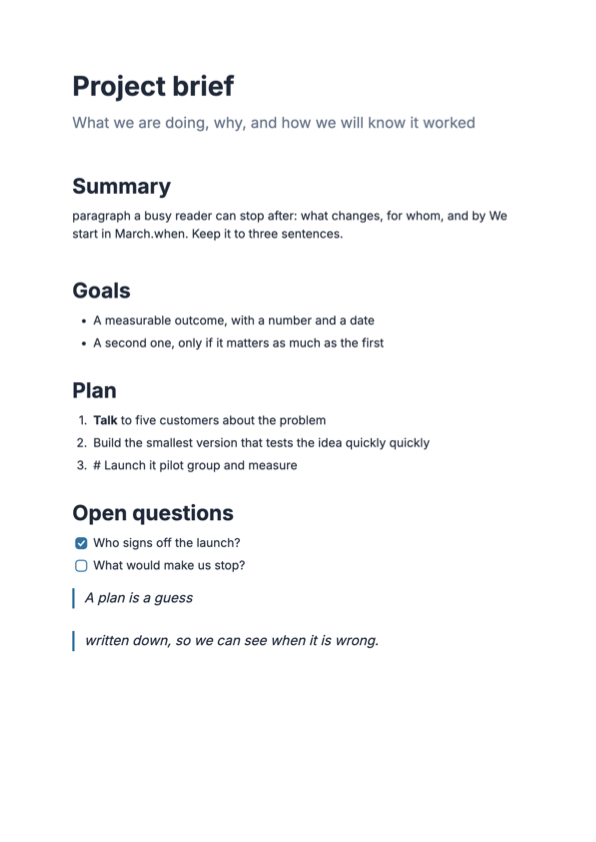 Project brief
What we are doing, why, and how we will know it worked
Summary
paragraph a busy reader can stop after: what changes, for whom, and by We
start in March.when. Keep it to three sentences.
Goals
• A measurable outcome, with a number and a date
• A second one, only if it matters as much as the first
Plan
1. Talk to five customers about the problem
2. Build the smallest version that tests the idea quickly quickly
3. # Launch it pilot group and measure
Open questions
Who signs off the launch?
What would make us stop?
A plan is a guess
written down, so we can see when it is wrong.